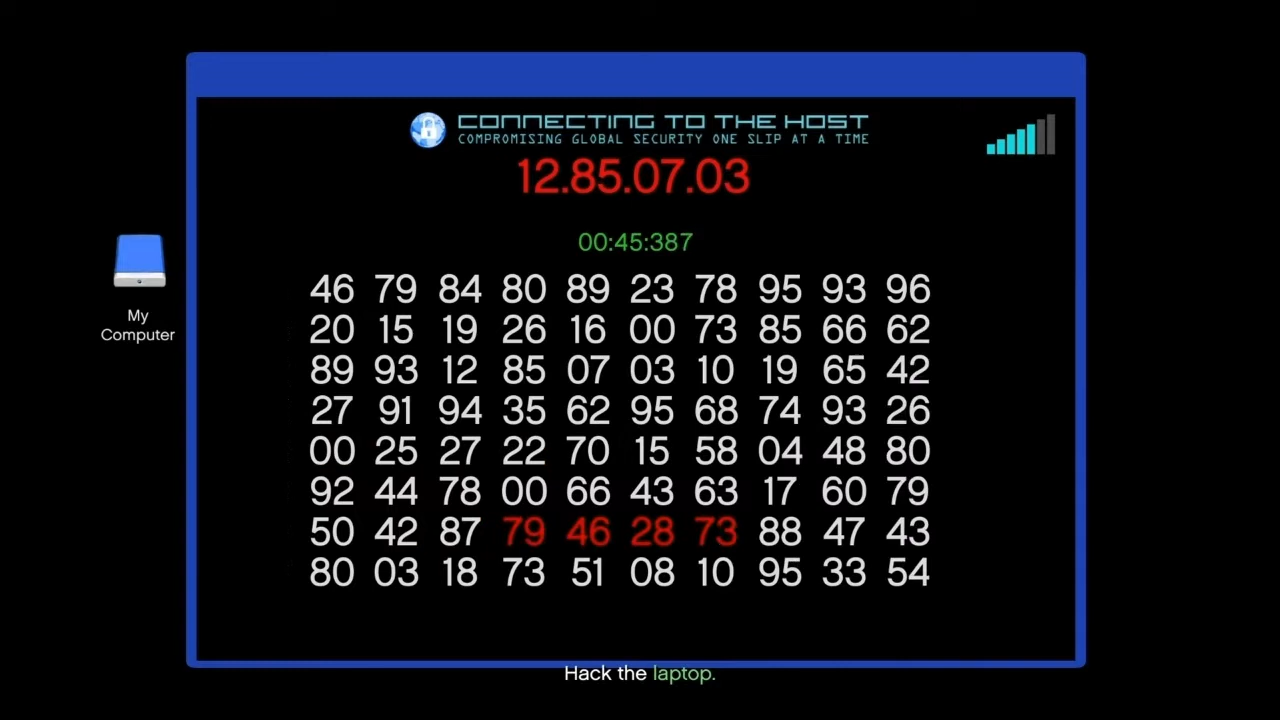 CONNECTING TO THE HOST
COMPROMISING GLOBAL SECURITY ONE SLIP AT A TIME
12.85.07.03
00:45:387
46 79 84 80 89 23 78 95 93 96
20 15 19 26 16 00 73 85 66 62
89 93 12 85 07 03 10 19 65 42
27 91 94 35 62 95 68 74 93 26
00 25 27 22 70 15 58 04 48 80
92 44 78 00 66 43 63 17 60 79
50 42 87 79 46 28 73 88 47 43
80 03 18 73 51 08 10 95 33 54
My
Computer
Hack the laptop.